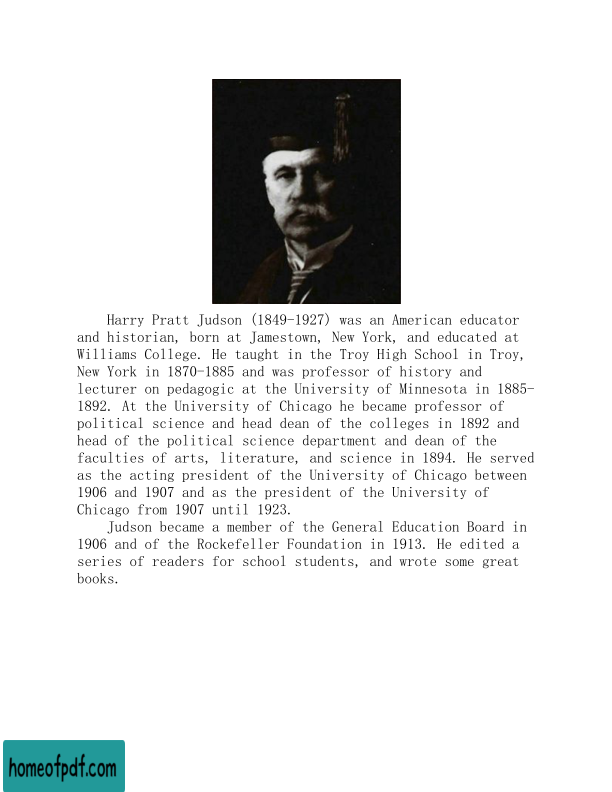 Harry Pratt Judson (1849-1927) was an American educator
and historian, born at Jamestown, New York, and educated at
Williams College. He taught in the Troy High School in Troy,
New York in 1870-1885 and was professor of history and
lecturer on pedagogic at the University of Minnesota in 1885-
1892. At the University of Chicago he became professor of
political science and head dean of the colleges in 1892 and
head of the political science department and dean of the
faculties of arts, literature, and science in 1894. He served
as the acting president of the University of Chicago between
1906 and 1907 and as the president of the University of
Chicago from 1907 until 1923.
Judson became a member of the General Education Board in
1906 and of the Rockefeller Foundation in 1913. He edited a
series of readers for school students, and wrote some great
books.
homeofpdf.com